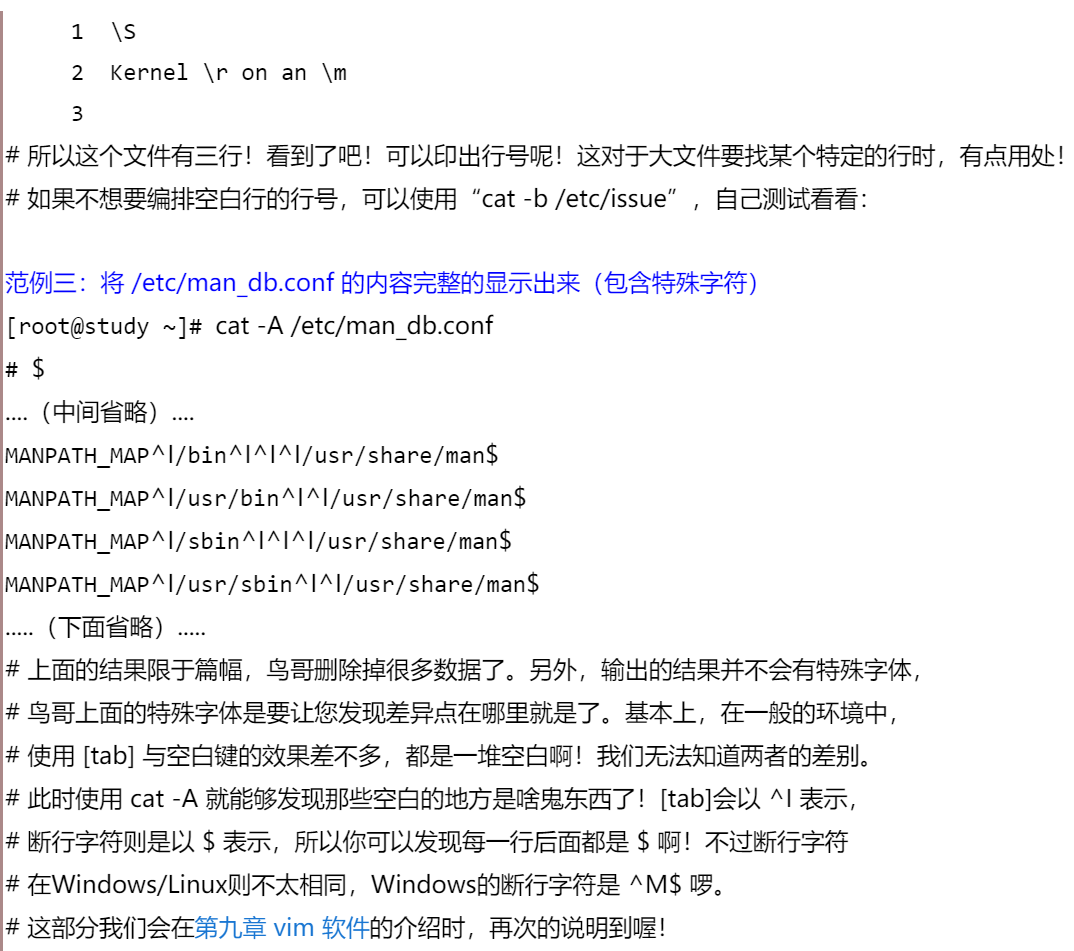 1 \S
2 Kernel \r on an \m
3
# 所以这个文件有三行！看到了吧！可以印出行号呢！这对于大文件要找某个特定的行时，有点用处！
# 如果不想要编排空白行的行号，可以使用“cat -b /etc/issue”，自己测试看看：
范例三：将 /etc/man_db.conf 的内容完整的显示出来（包含特殊字符）
[root@study ~]# cat -A /etc/man_db.conf
# $
....（中间省略）....
MANPATH_MAP^I/bin^I^I^I/usr/share/man$
MANPATH_MAP^I/usr/bin^I^I/usr/share/man$
MANPATH_MAP^I/sbin^I^I^I/usr/share/man$
MANPATH_MAP^I/usr/sbin^I^I/usr/share/man$
.....（下面省略）.....
# 上面的结果限于篇幅，鸟哥删除掉很多数据了。另外，输出的结果并不会有特殊字体，
# 鸟哥上面的特殊字体是要让您发现差异点在哪里就是了。基本上，在一般的环境中，
# 使用 [tab] 与空白键的效果差不多，都是一堆空白啊！我们无法知道两者的差别。
# 此时使用 cat -A 就能够发现那些空白的地方是啥鬼东西了！[tab]会以 ^I 表示，
# 断行字符则是以 $ 表示，所以你可以发现每一行后面都是 $ 啊！不过断行字符
# 在Windows/Linux则不太相同，Windows的断行字符是 ^M$ 啰。
# 这部分我们会在第九章 vim 软件的介绍时，再次的说明到喔！